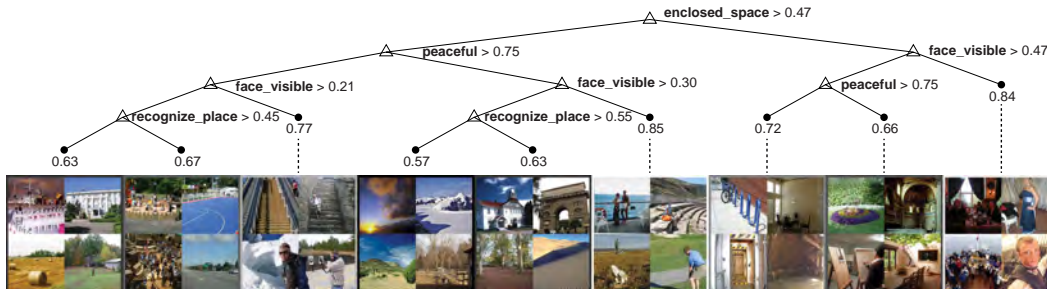 enclosed_space > 0.47
peaceful > 0.75
face_visible > 0.47
face_visible > 0.21
face_visible > 0.30
peaceful > 0.75
0.84
recognize_place > 0.45
0.77
recognize_place > 0.55
0.85
0.72
0.66
0.63
0.67
0.57
0.63